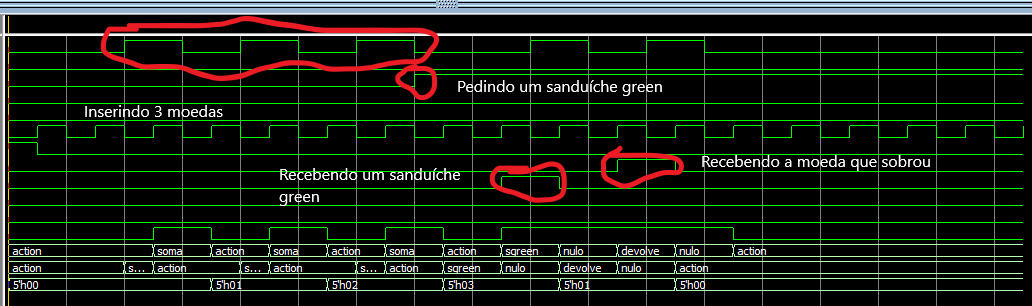 Pedindo um sanduíche green
Inserindo 3 moedas
Recebendo a moeda que sobrou
Recebendo um sanduíche
green
action soma action soma action soma action sgreen nulo devolve nulo action
action s... action s... action s... action sgreen nulo devolve nulo action
5'h00 5'h01 5'h02 5'h03 5'h01 5'h00